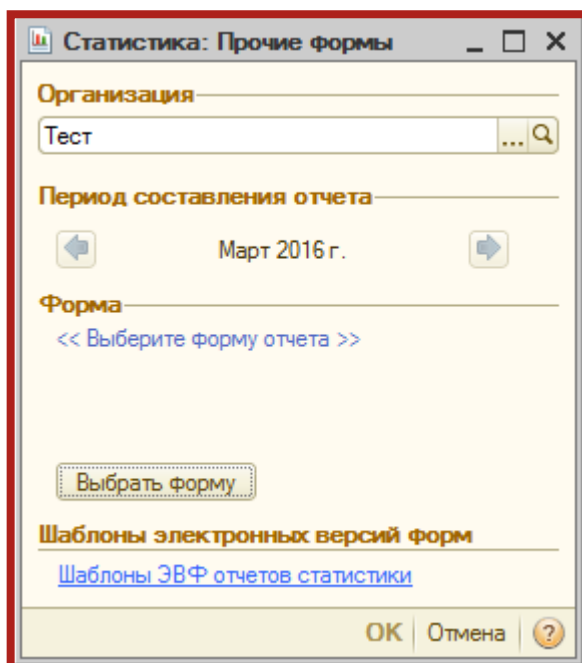 Статистика: Прочие формы
Организация
Тест
...
Период составления отчета
Март 2016 г.
Форма
<< Выберите форму отчета >>
Выбрать форму
Шаблоны электронных версий форм
Шаблоны ЭВФ отчетов статистики
OK Отмена ?